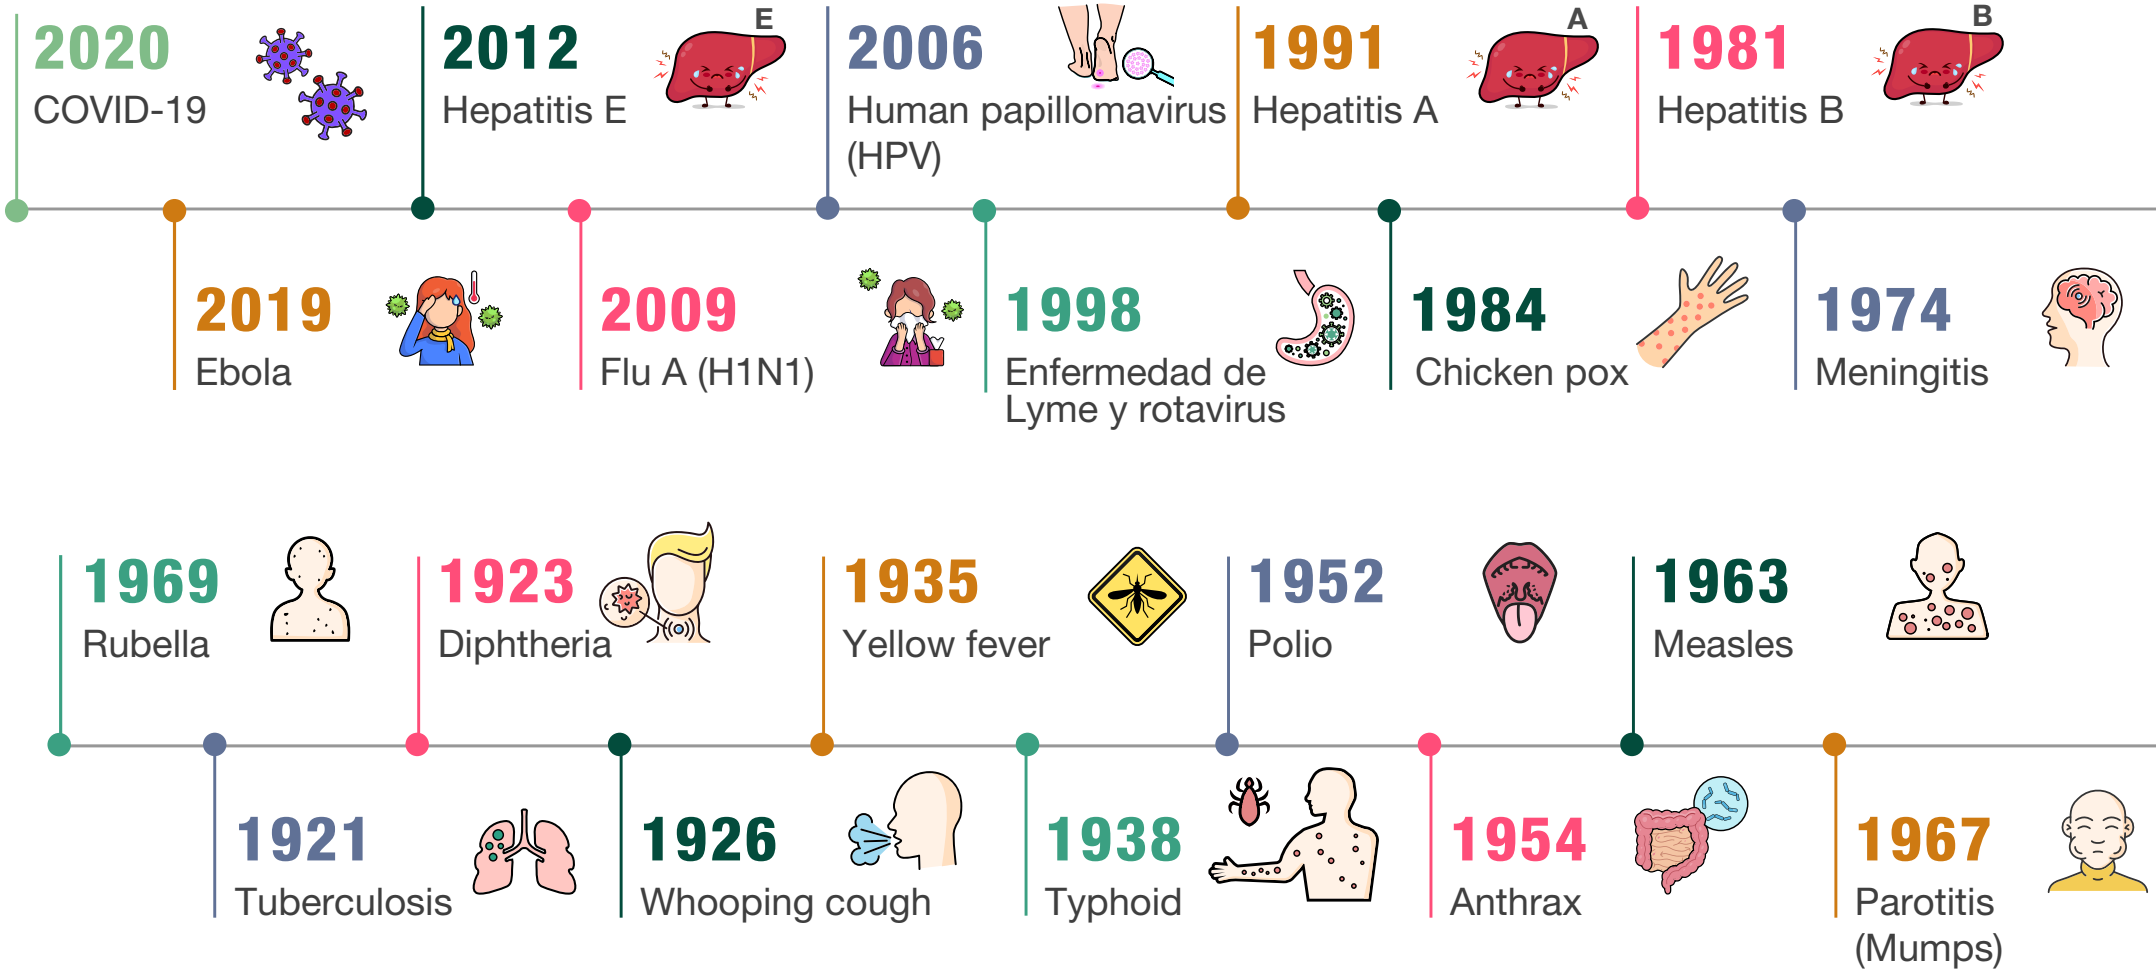 2020
COVID-19
2012
Hepatitis E
E
2006
Human papillomavirus
(HPV)
1991
Hepatitis A
A
1981
Hepatitis B
B
2019
Ebola
2009
Flu A (H1N1)
1998
Enfermedad de
Lyme y rotavirus
1984
Chicken pox
1974
Meningitis
1969
Rubella
1923
Diphtheria
1935
Yellow fever
1952
Polio
1963
Measles
1921
Tuberculosis
1926
Whooping cough
1938
Typhoid
1954
Anthrax
1967
Parotitis
(Mumps)